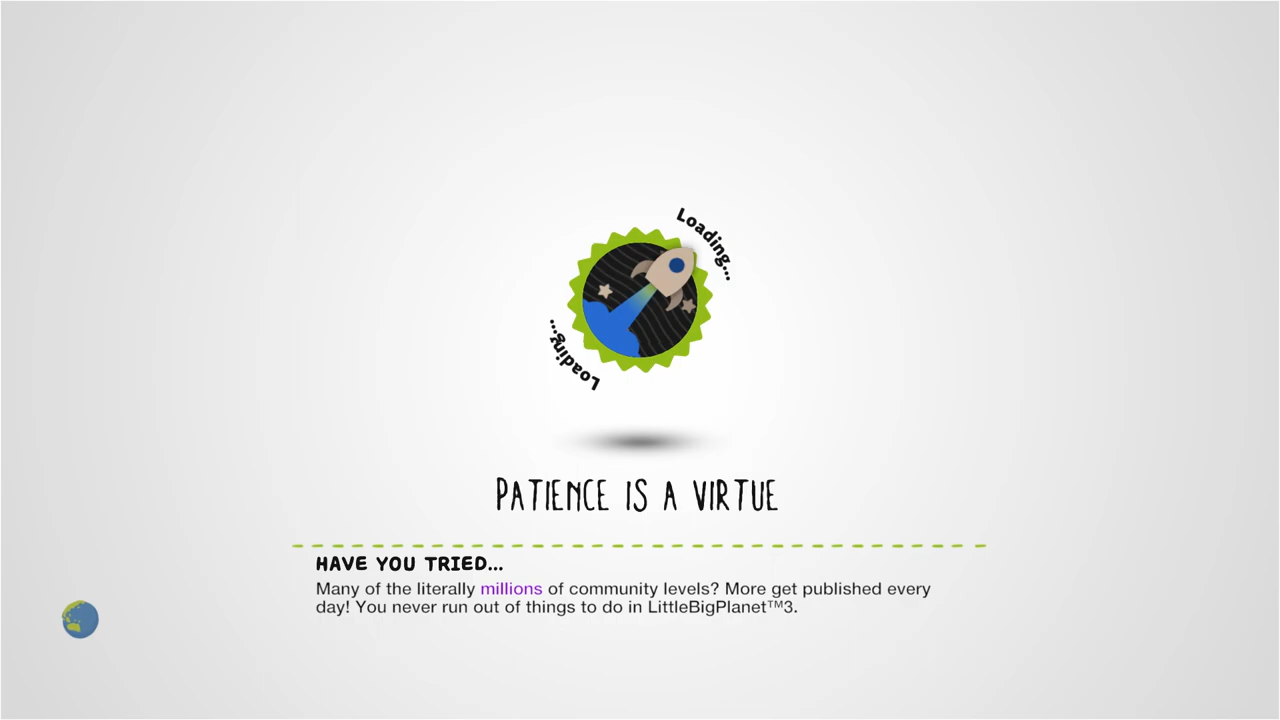 Loading...
Loading...
PATIENCE IS A VIRTUE
HAVE YOU TRIED...
Many of the literally millions of community levels? More get published every
day! You never run out of things to do in LittleBigPlanet™3.